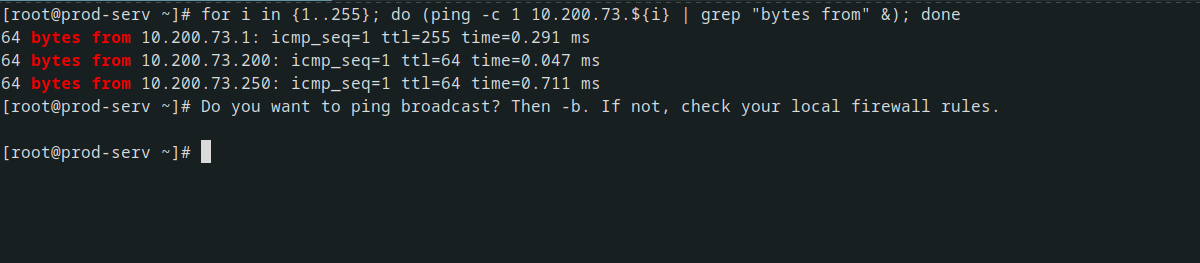 [root@prod-serv ~]# for i in {1..255}; do (ping -c 1 10.200.73.${i} | grep "bytes from" &); done
64 bytes from 10.200.73.1: icmp_seq=1 ttl=255 time=0.291 ms
64 bytes from 10.200.73.200: icmp_seq=1 ttl=64 time=0.047 ms
64 bytes from 10.200.73.250: icmp_seq=1 ttl=64 time=0.711 ms
[root@prod-serv ~]# Do you want to ping broadcast? Then -b. If not, check your local firewall rules.
[root@prod-serv ~]#